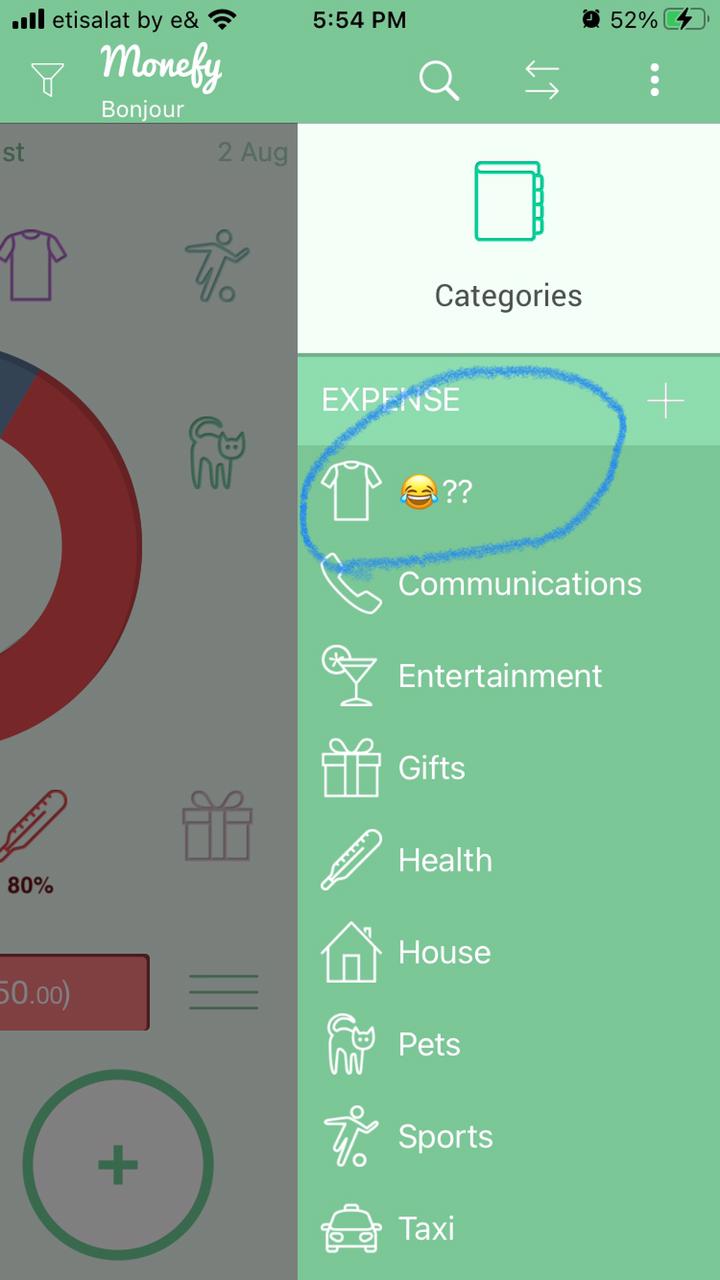 etisalat by e& 5:54 PM 52%
Monefy
Bonjour
st 2 Aug
Categories
EXPENSE
😂??
Communications
Entertainment
Gifts
Health
80%
House
50.00)
Pets
Sports
Taxi